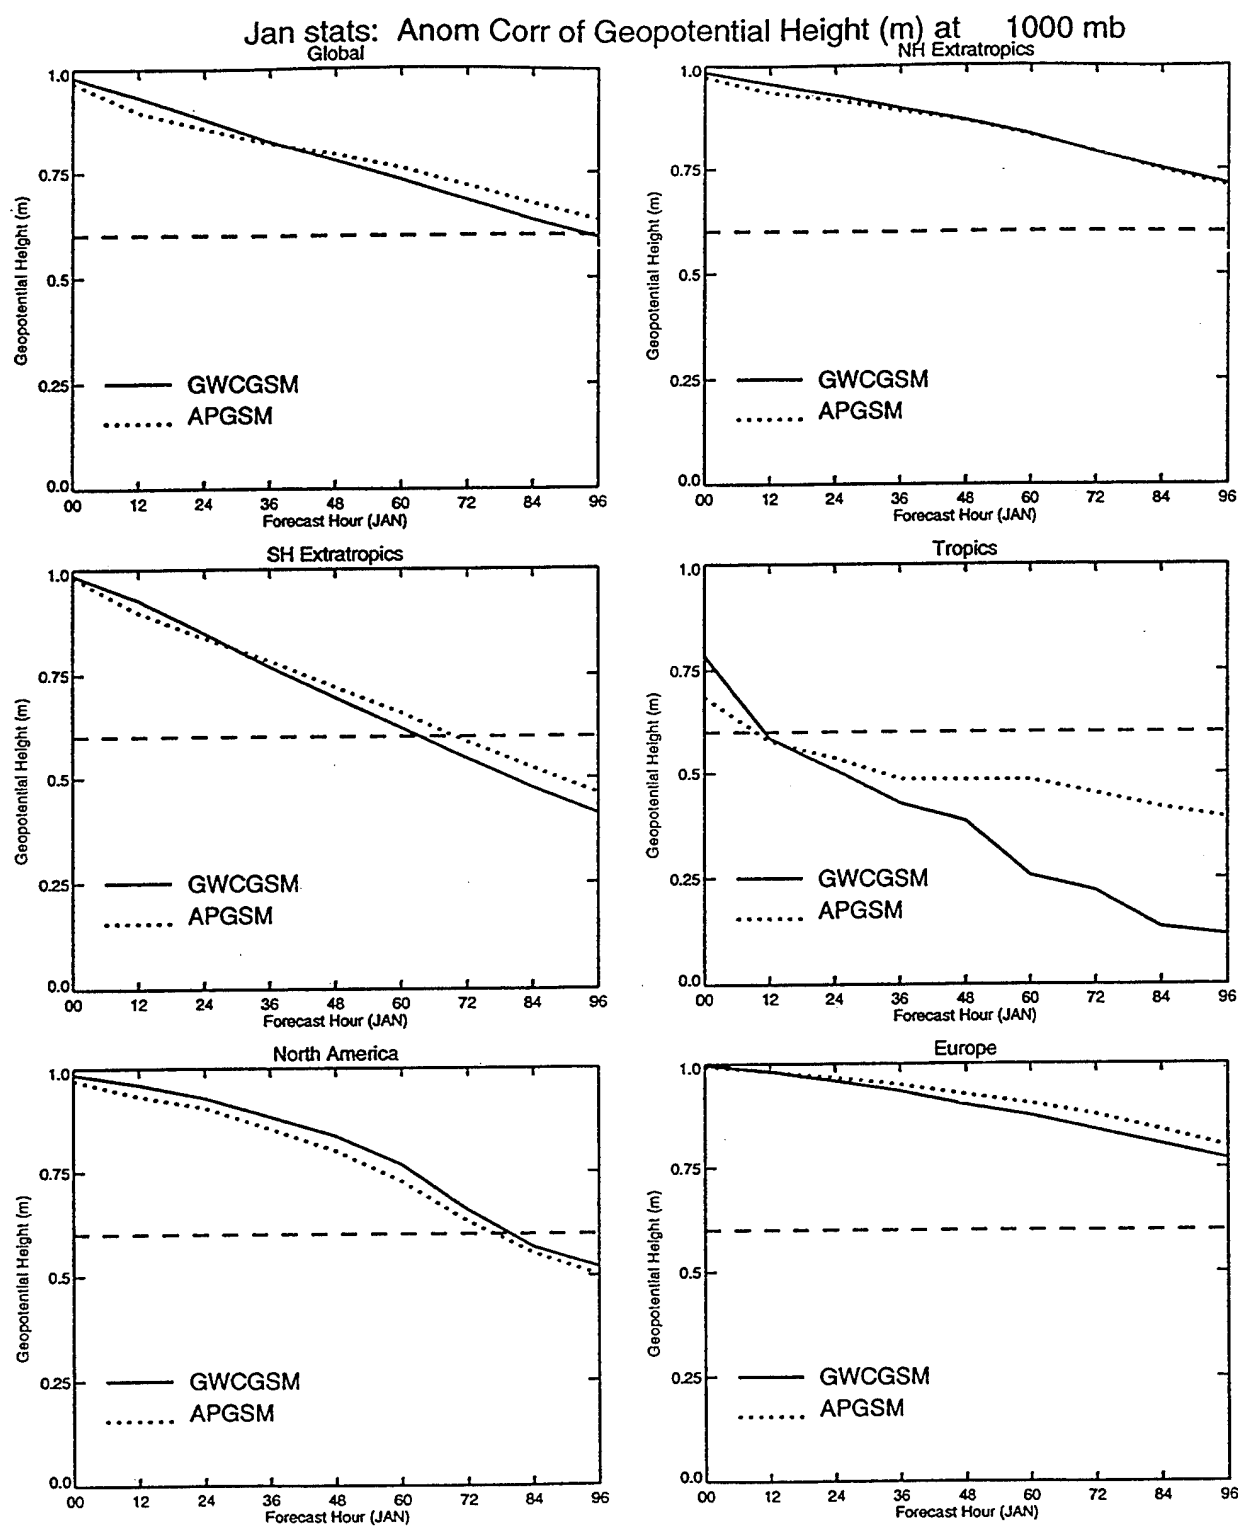 Jan stats: Anom Corr of Geopotential Height (m) at 1000 mb
Global
1.0
0.75
0.5
0.25
0.0
Geopotential Height (m)
GWCGSM
APGSM
00 12 24 36 48 60 72 84 96
Forecast Hour (JAN)
NH Extratropics
1.0
0.75
0.5
0.25
0.0
Geopotential Height (m)
GWCGSM
APGSM
00 12 24 36 48 60 72 84 96
Forecast Hour (JAN)
SH Extratropics
1.0
0.75
0.5
0.25
0.0
Geopotential Height (m)
GWCGSM
APGSM
00 12 24 36 48 60 72 84 96
Forecast Hour (JAN)
Tropics
1.0
0.75
0.5
0.25
0.0
Geopotential Height (m)
GWCGSM
APGSM
00 12 24 36 48 60 72 84 96
Forecast Hour (JAN)
North America
1.0
0.75
0.5
0.25
0.0
Geopotential Height (m)
GWCGSM
APGSM
00 12 24 36 48 60 72 84 96
Forecast Hour (JAN)
Europe
1.0
0.75
0.5
0.25
0.0
Geopotential Height (m)
GWCGSM
APGSM
00 12 24 36 48 60 72 84 96
Forecast Hour (JAN)